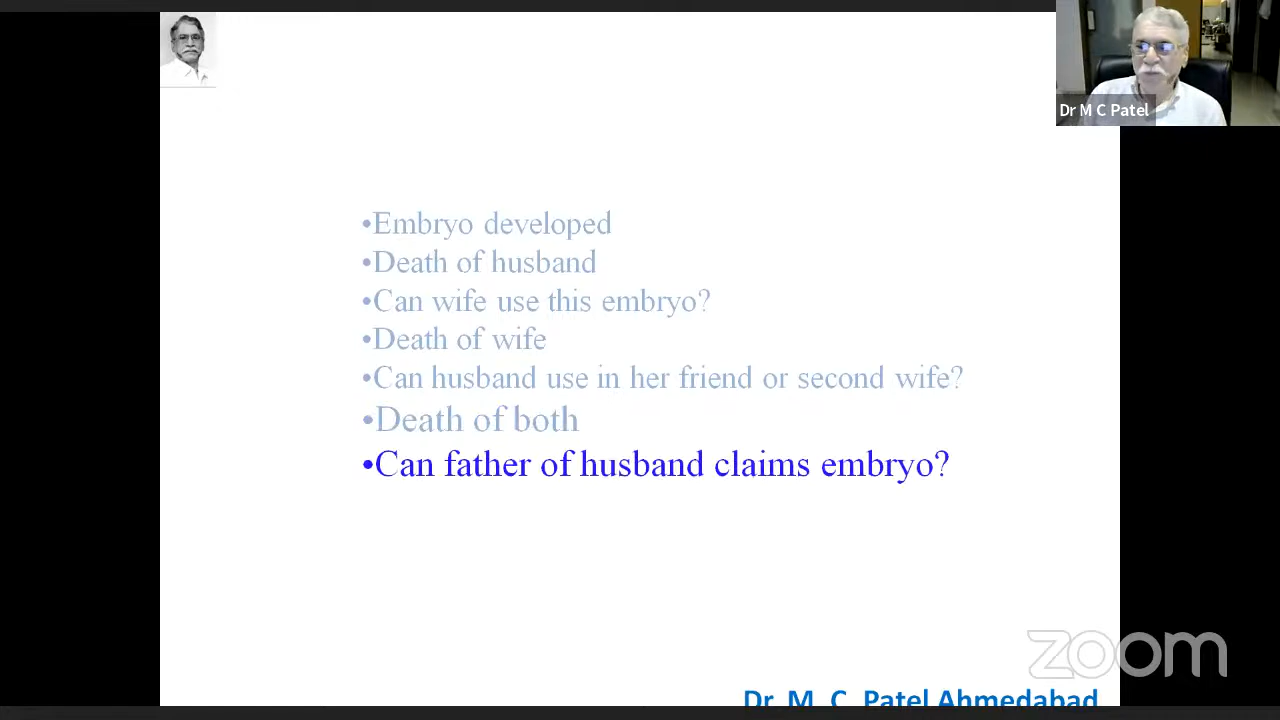 Dr M C Patel
•Embryo developed
•Death of husband
•Can wife use this embryo?
•Death of wife
•Can husband use in her friend or second wife?
•Death of both
•Can father of husband claims embryo?
zoom
Dr. M. C. Patel Ahmedabad